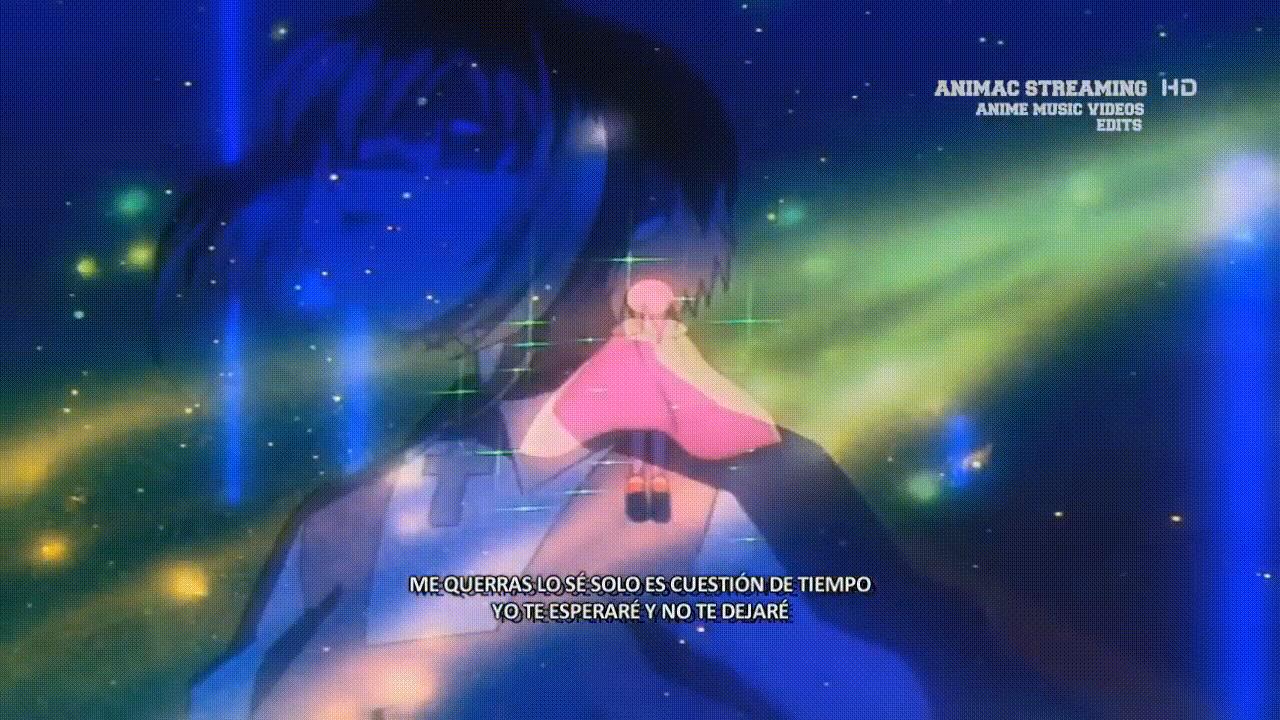 ANIMAC STREAMING HD
ANIME MUSIC VIDEOS
EDITS
ME QUERRAS LO SÉ SOLO ES CUESTIÓN DE TIEMPO
YO TE ESPERARÉ Y NO TE DEJARÉ